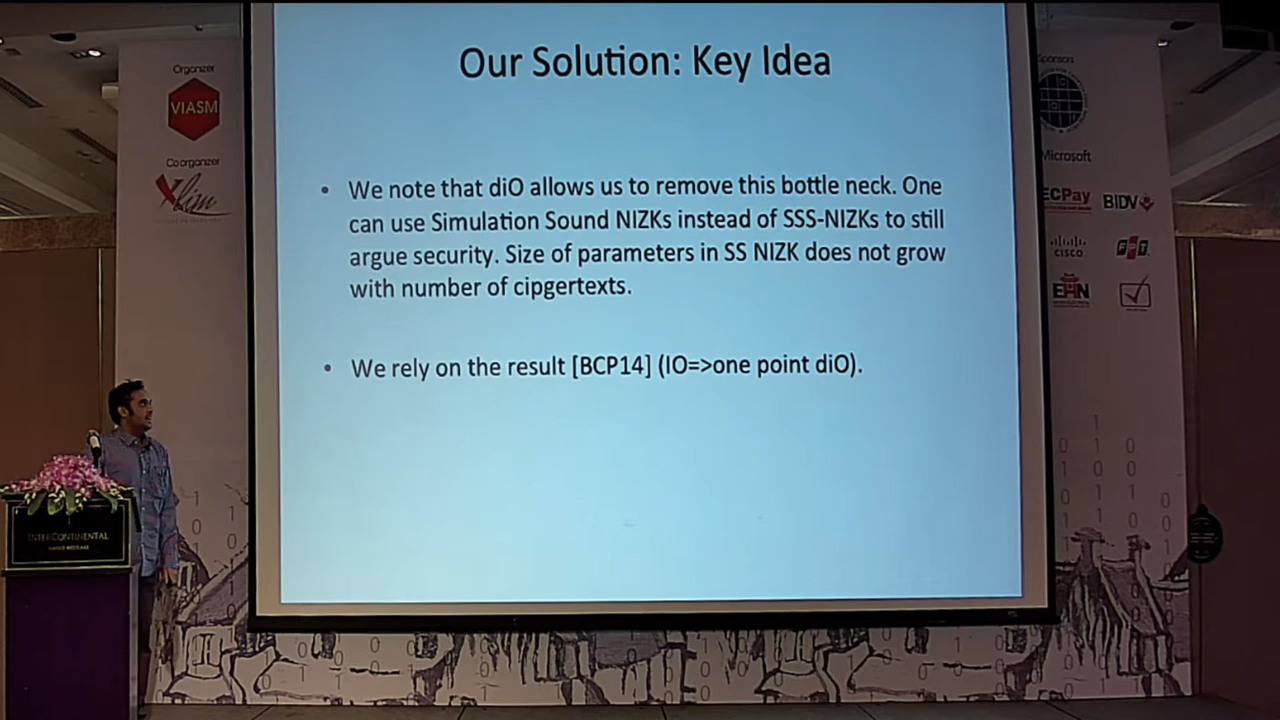 Our Solution: Key Idea
• We note that diO allows us to remove this bottle neck. One
can use Simulation Sound NIZKs instead of SSS-NIZKs to still
argue security. Size of parameters in SS NIZK does not grow
with number of cipgertexts.
• We rely on the result [BCP14] (IO=>one point diO).
Organizer
VIASM
Co organizer
Xlim
Sponsors
Microsoft
ECPay
BIDV
cisco
FPT
INTERCONTINENTAL